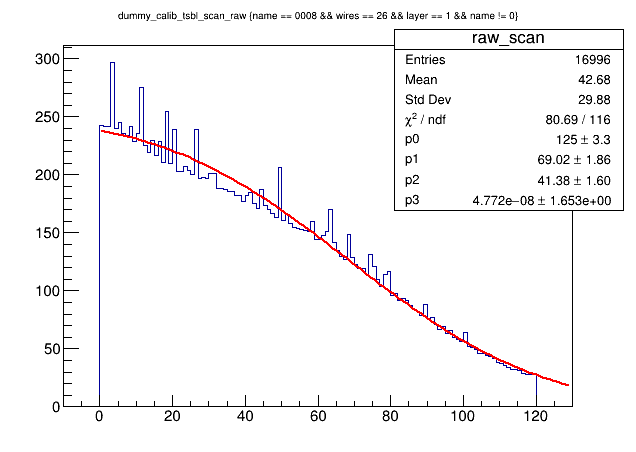 dummy_calib_tsbl_scan_raw {name == 0008 && wires == 26 && layer == 1 && name != 0}
raw_scan
Entries 16996
Mean 42.68
Std Dev 29.88
χ² / ndf 80.69 / 116
p0 125 ± 3.3
p1 69.02 ± 1.86
p2 41.38 ± 1.60
p3 4.772e−08 ± 1.653e+00
300
250
200
150
100
50
0
0 20 40 60 80 100 120